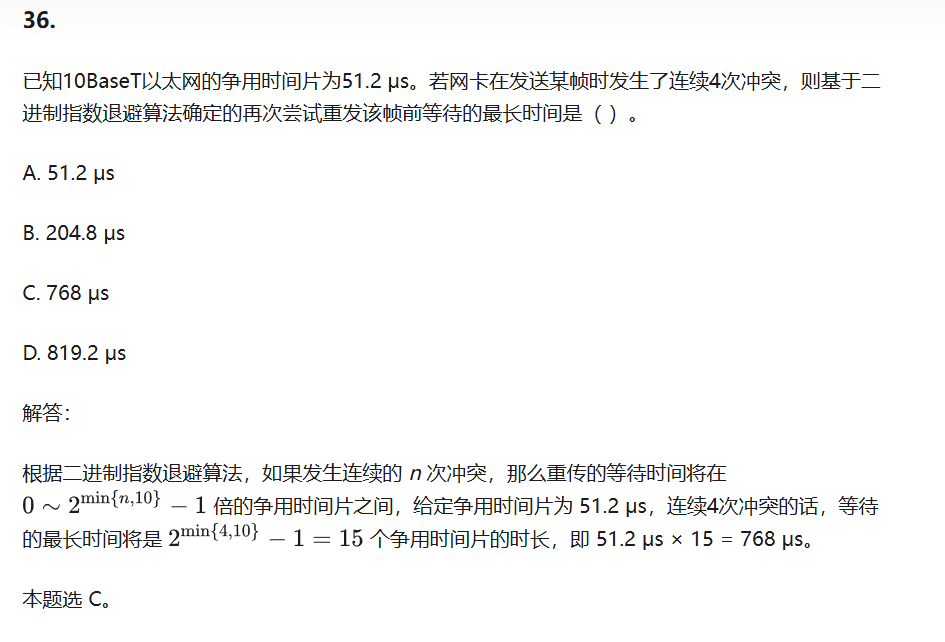 36.
已知10BaseT以太网的争用时间片为51.2 μs。若网卡在发送某帧时发生了连续4次冲突，则基于二
进制指数退避算法确定的再次尝试重发该帧前等待的最长时间是（ ）。
A. 51.2 μs
B. 204.8 μs
C. 768 μs
D. 819.2 μs
解答：
根据二进制指数退避算法，如果发生连续的 n 次冲突，那么重传的等待时间将在
0 ∼ 2^{min{n,10}} − 1 倍的争用时间片之间，给定争用时间片为 51.2 μs，连续4次冲突的话，等待
的最长时间将是 2^{min{4,10}} − 1 = 15 个争用时间片的时长，即 51.2 μs × 15 = 768 μs。
本题选 C。